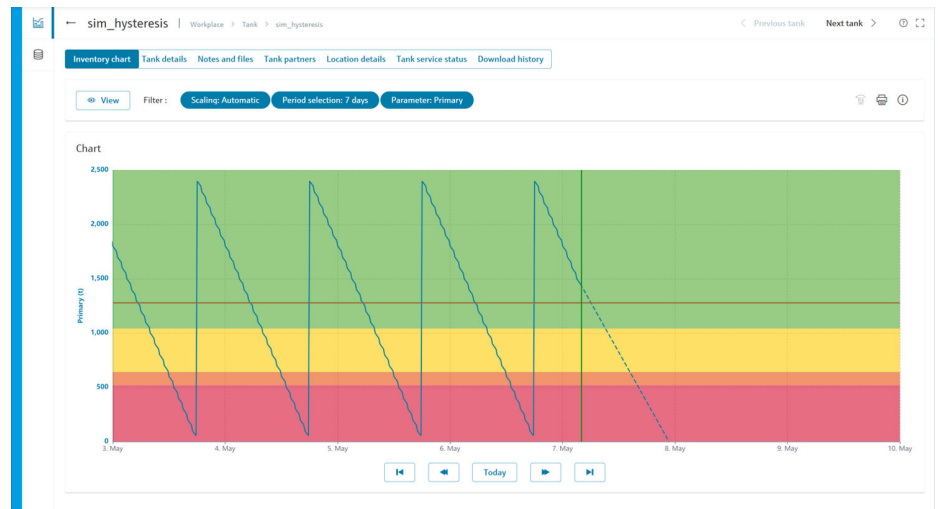 ← sim_hysteresis | Workplace > Tank > sim_hysteresis < Previous tank Next tank >
Inventory chart Tank details Notes and files Tank partners Location details Tank service status Download history
View Filter : Scaling: Automatic Period selection: 7 days Parameter: Primary
Chart
2,500
2,000
1,500
1,000
500
0
Primary (t)
3. May 4. May 5. May 6. May 7. May 8. May 9. May 10. May
Today